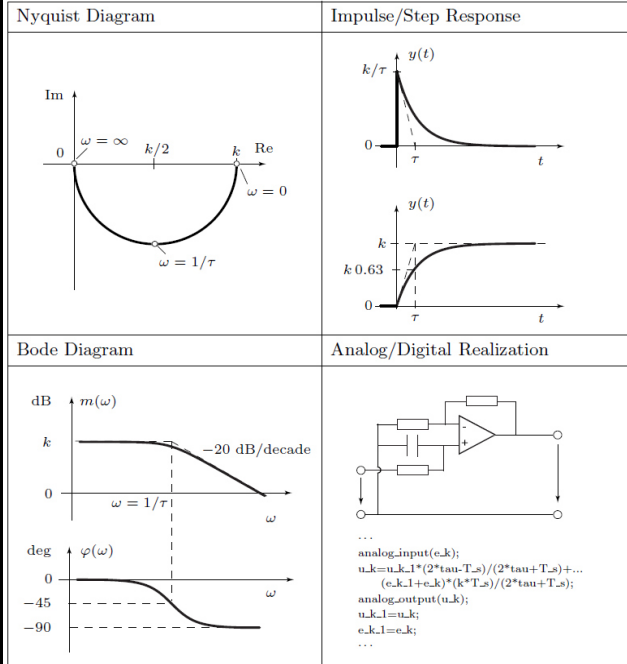 Nyquist Diagram
Im
0
ω = ∞
k/2
k
Re
ω = 0
ω = 1/τ
Impulse/Step Response
y(t)
k/τ
0
τ
t
y(t)
k
k 0.63
0
τ
t
Bode Diagram
dB
m(ω)
k
−20 dB/decade
0
ω = 1/τ
ω
deg
φ(ω)
0
ω
−45
−90
Analog/Digital Realization
-
+
...
analog_input(e_k);
u_k=u_k_1*(2*tau-T_s)/(2*tau+T_s)+...
(e_k_1+e_k)*(k*T_s)/(2*tau+T_s);
analog_output(u_k);
u_k_1=u_k;
e_k_1=e_k;
...